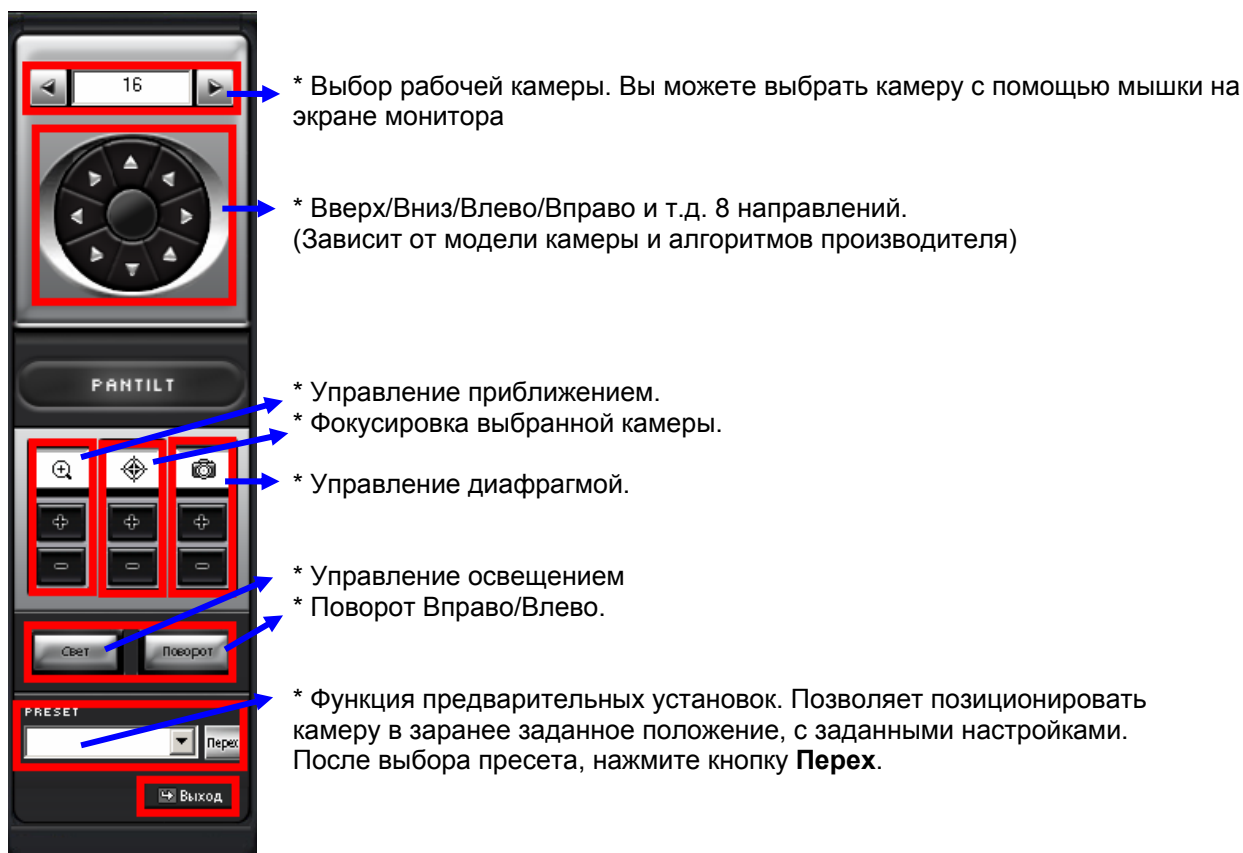 16
* Выбор рабочей камеры. Вы можете выбрать камеру с помощью мышки на
экране монитора
* Вверх/Вниз/Влево/Вправо и т.д. 8 направлений.
(Зависит от модели камеры и алгоритмов производителя)
PANTILT
* Управление приближением.
* Фокусировка выбранной камеры.
* Управление диафрагмой.
* Управление освещением
* Поворот Вправо/Влево.
Свет
Поворот
* Функция предварительных установок. Позволяет позиционировать
камеру в заранее заданное положение, с заданными настройками.
После выбора пресета, нажмите кнопку Перех.
PRESET
Перех
Выход